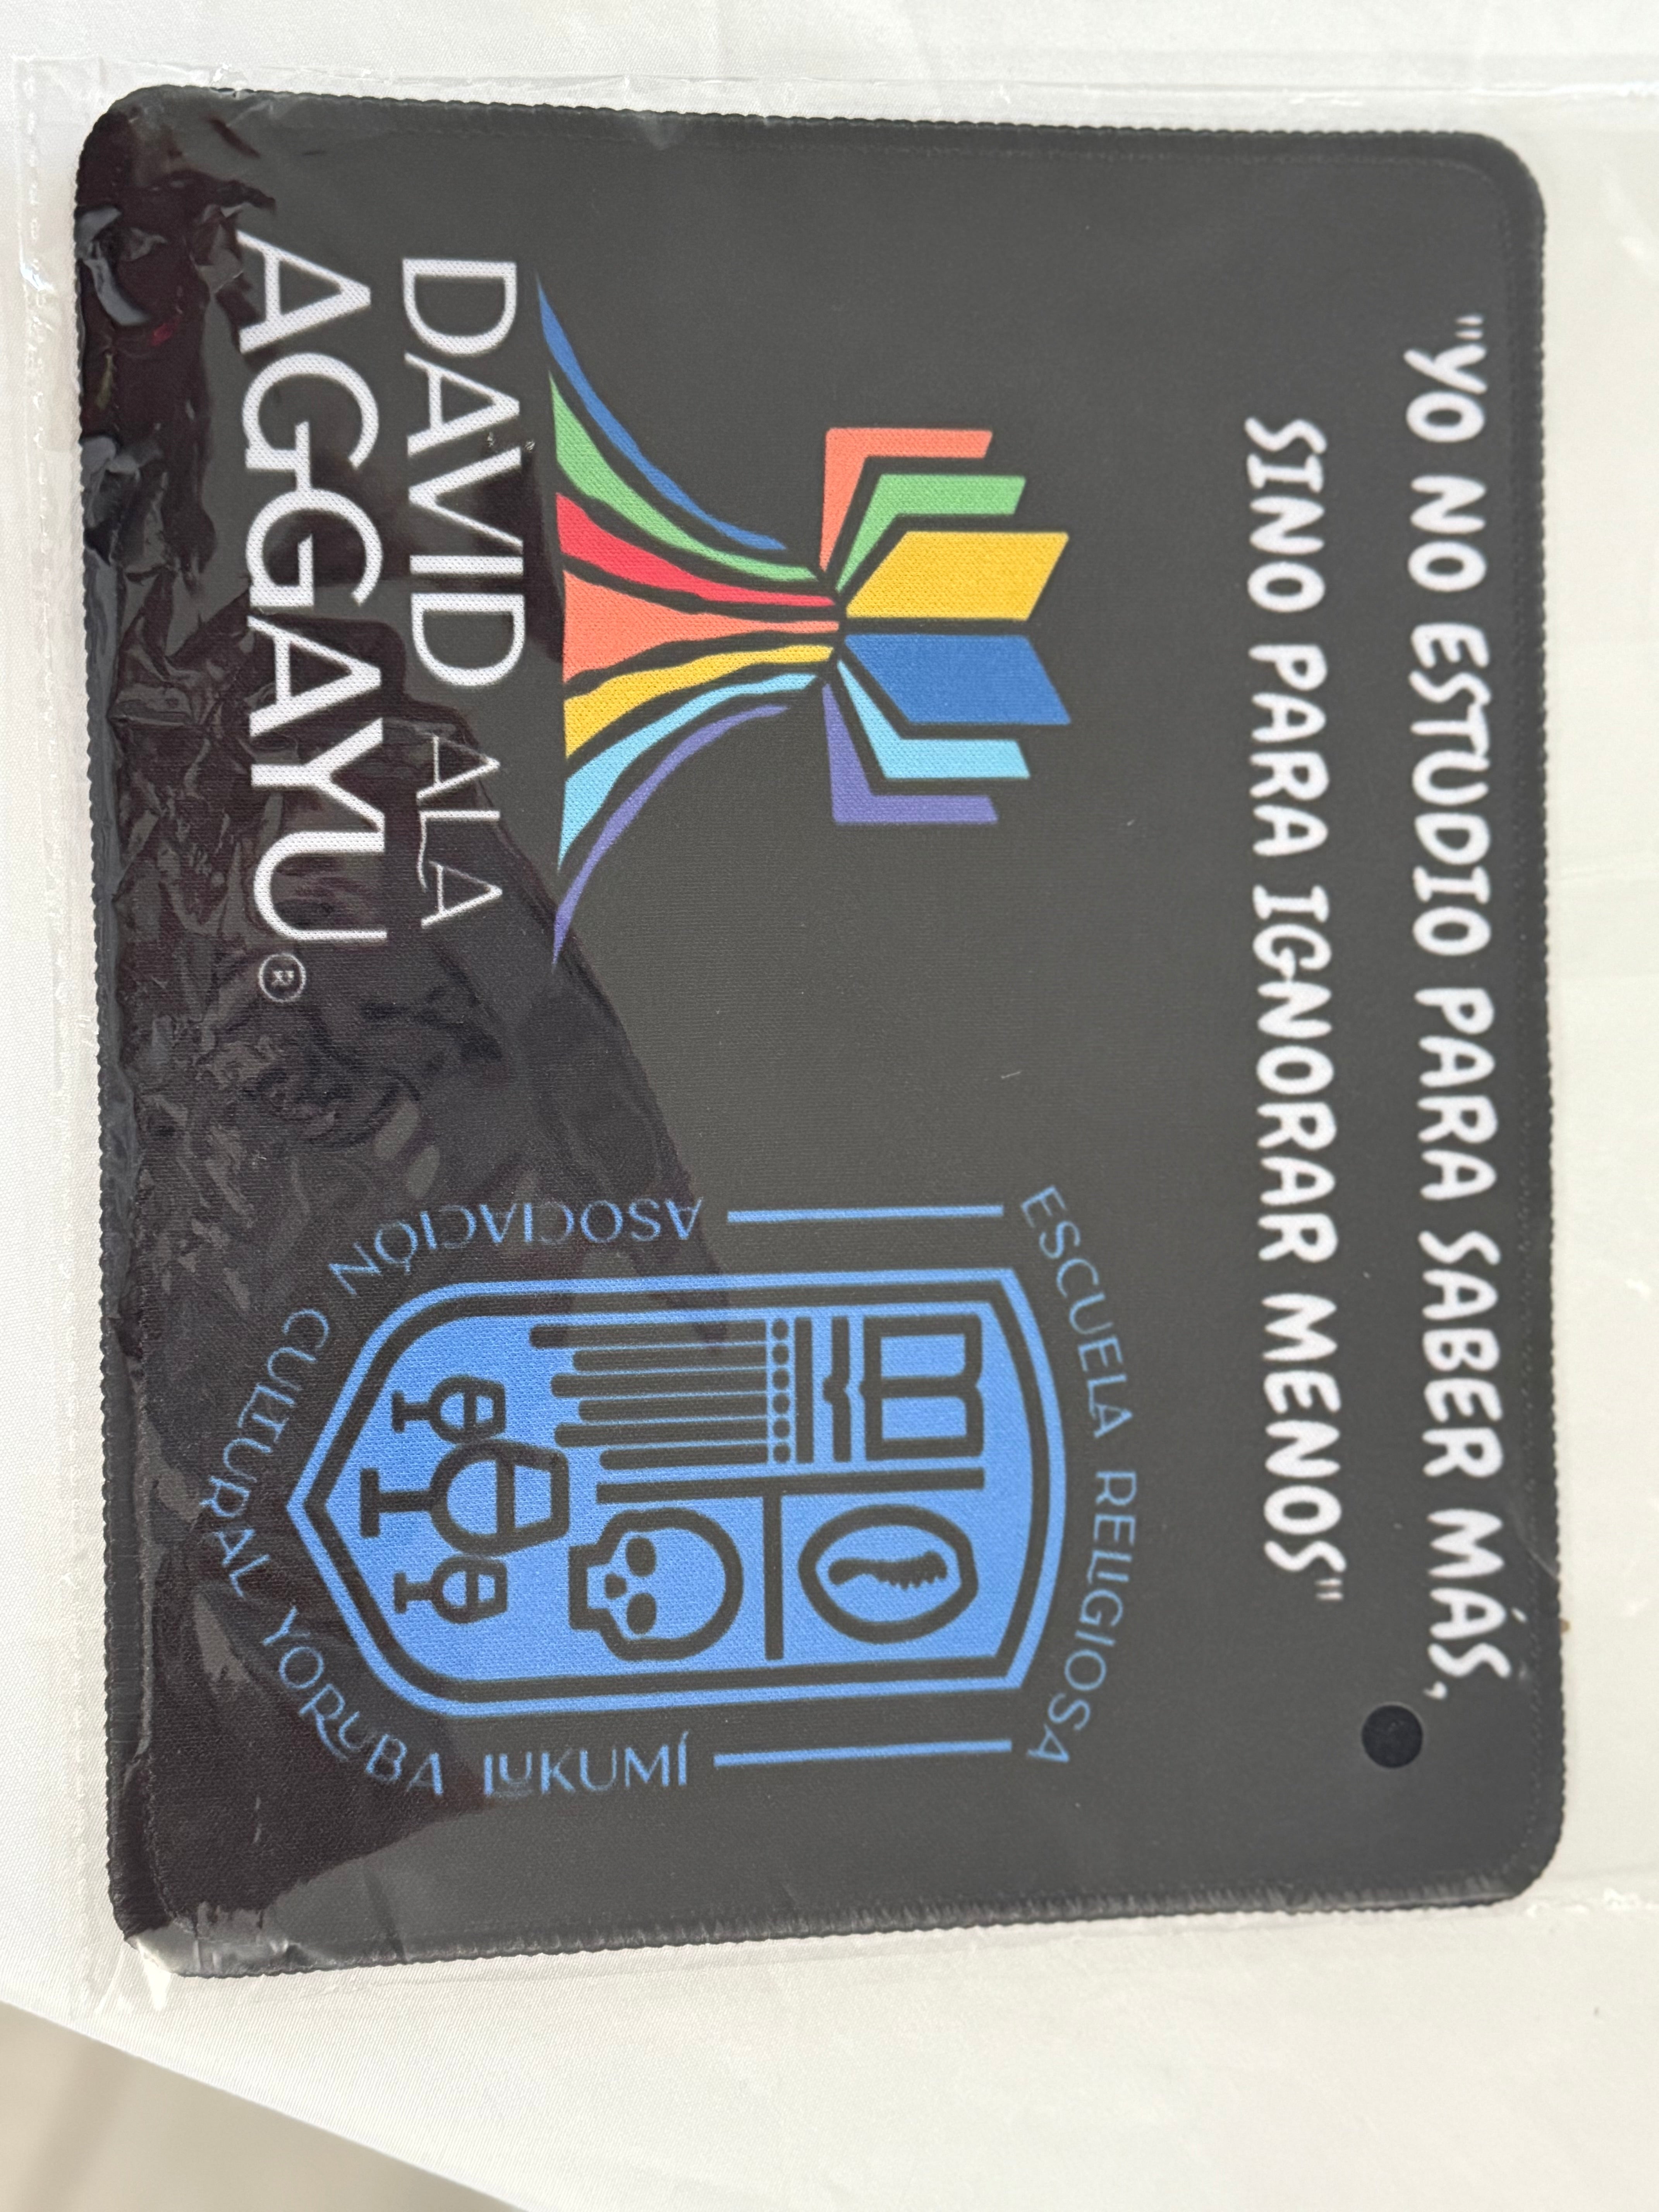 "YO NO ESTUDIO PARA SABER MÁS,
SINO PARA IGNORAR MENOS"
DAVID ALA
AGGAYU®
ESCUELA RELIGIOSA
ASOCIACIÓN CULTURAL YORUBA LUKUMÍ